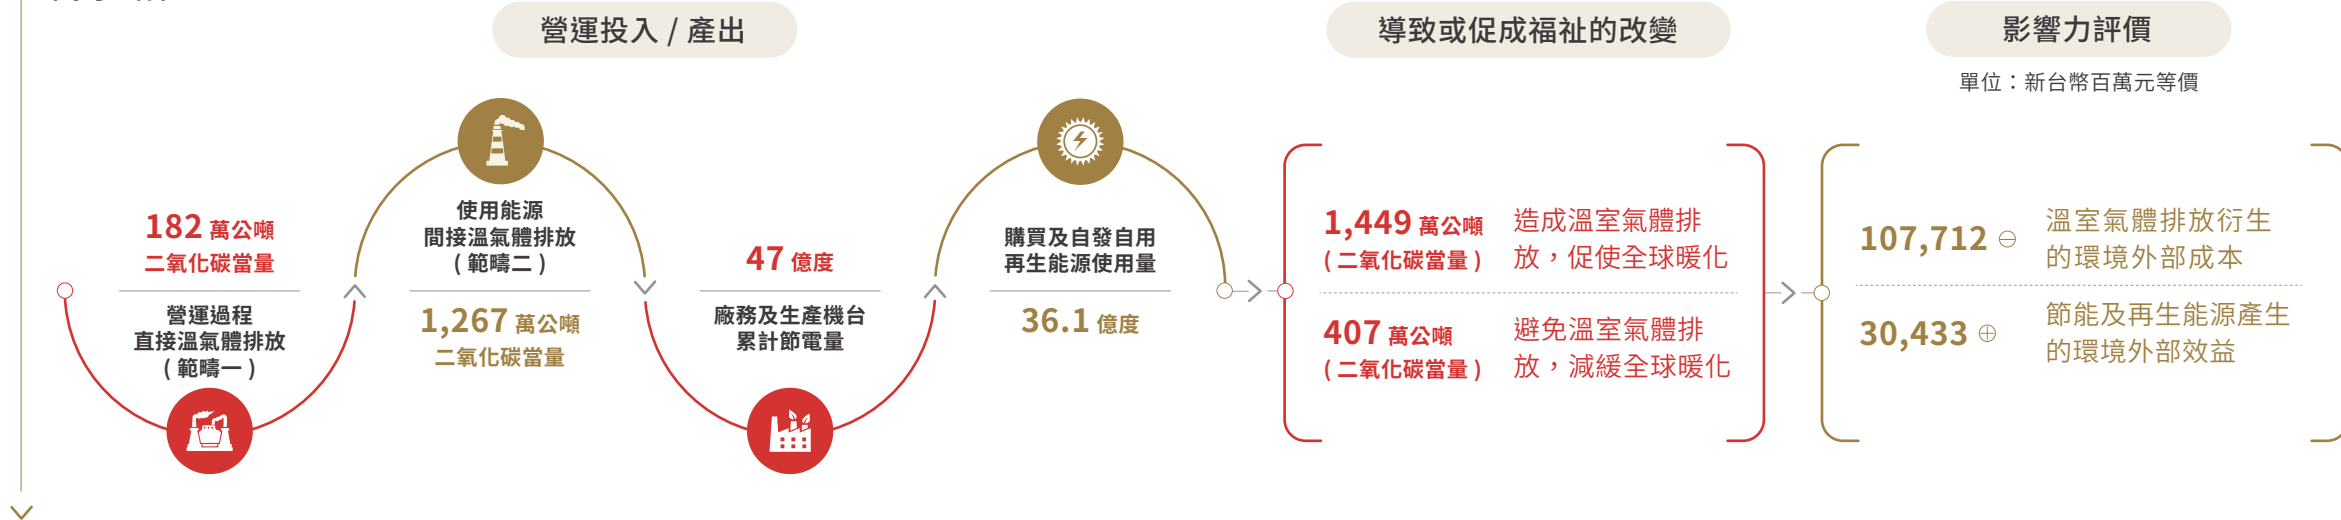 營運投入 / 產出
182 萬公噸
二氧化碳當量
營運過程
直接溫氣體排放
( 範疇一 )
使用能源
間接溫氣體排放
( 範疇二 )
1,267 萬公噸
二氧化碳當量
47 億度
廠務及生產機台
累計節電量
購買及自發自用
再生能源使用量
36.1 億度
導致或促成福祉的改變
1,449 萬公噸
( 二氧化碳當量 )
造成溫室氣體排
放，促使全球暖化
407 萬公噸
( 二氧化碳當量 )
避免溫室氣體排
放，減緩全球暖化
影響力評價
單位：新台幣百萬元等價
107,712 ⊖
溫室氣體排放衍生
的環境外部成本
30,433 ⊕
節能及再生能源產生
的環境外部效益